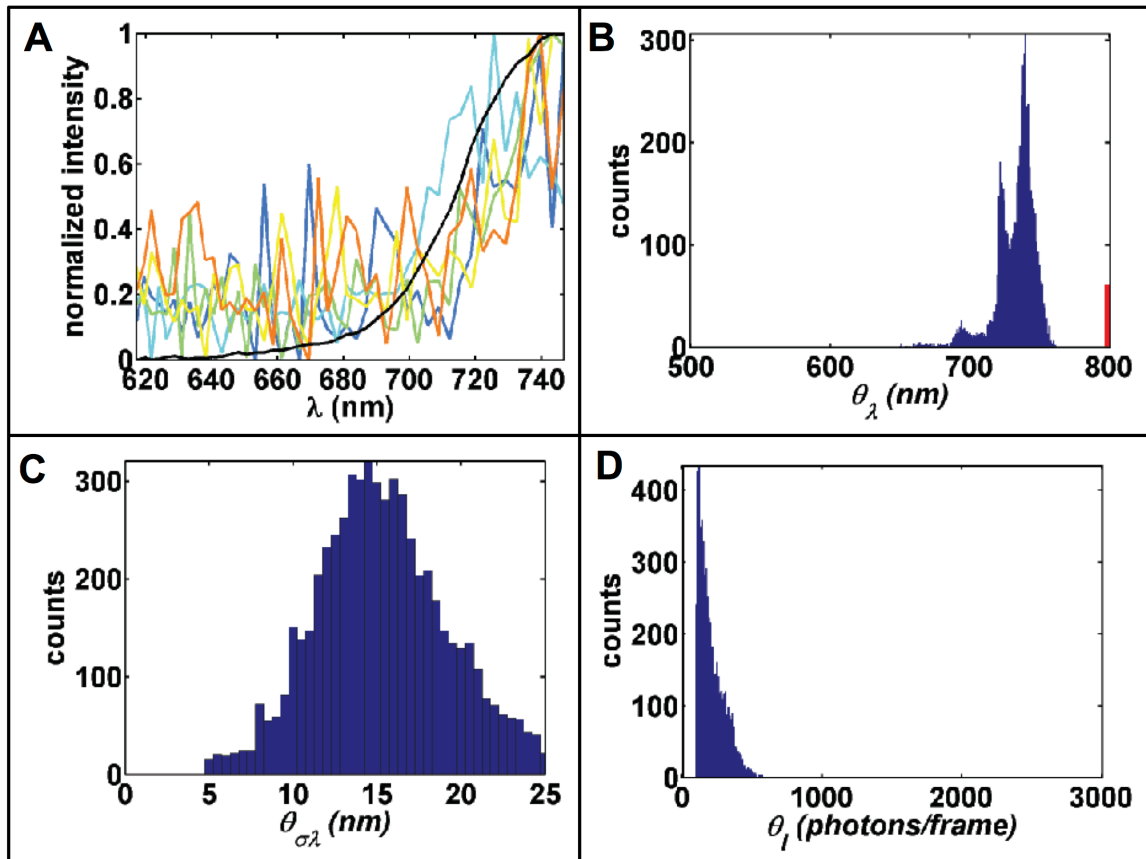 A
normalized intensity
1
0.8
0.6
0.4
0.2
0
620 640 660 680 700 720 740
λ (nm)
B
counts
300
200
100
0
500 600 700 800
θλ (nm)
C
counts
300
200
100
0
0 5 10 15 20 25
θσλ (nm)
D
counts
400
300
200
100
0
0 1000 2000 3000
θI (photons/frame)